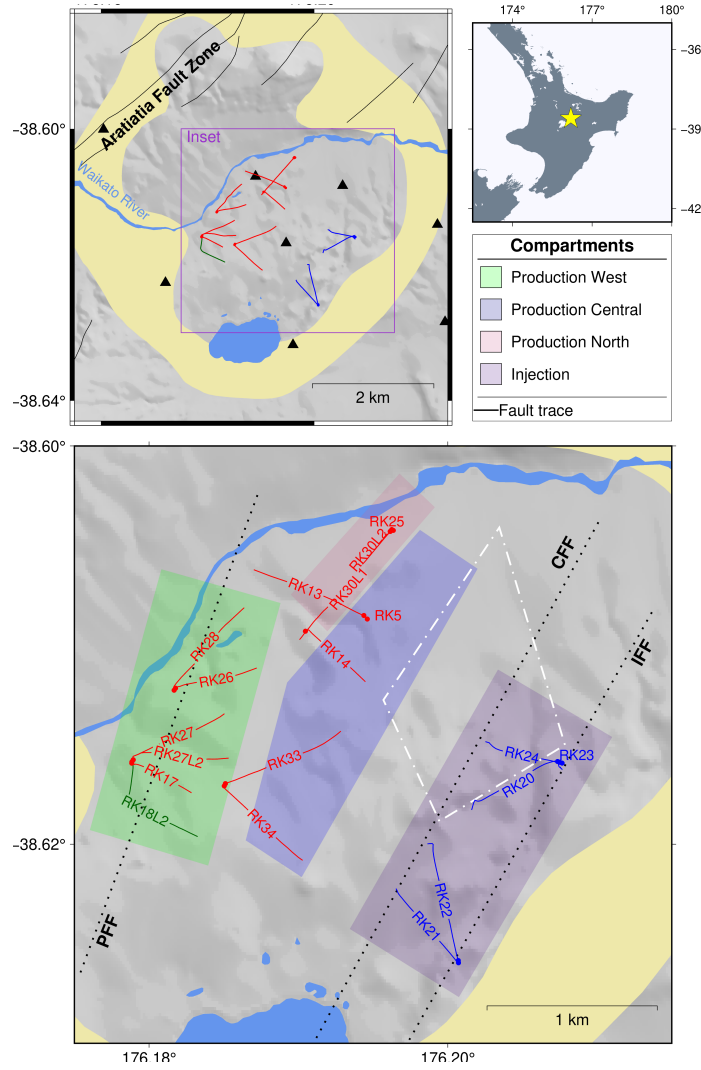 174° 177° 180°
−36
−38.60°
Aratiatia Fault Zone
Inset
Waikato River
−39
−42
2 km
−38.64°
Compartments
Production West
Production Central
Production North
Injection
Fault trace
−38.60°
RK25
RK30L2
CFF
RK13
RK30L1
RK5
IFF
RK28
RK14
RK26
RK27
RK27L2
RK33
RK24
RK23
RK17
RK20
RK18L2
RK34
−38.62°
RK22
RK21
PFF
1 km
176.18° 176.20°